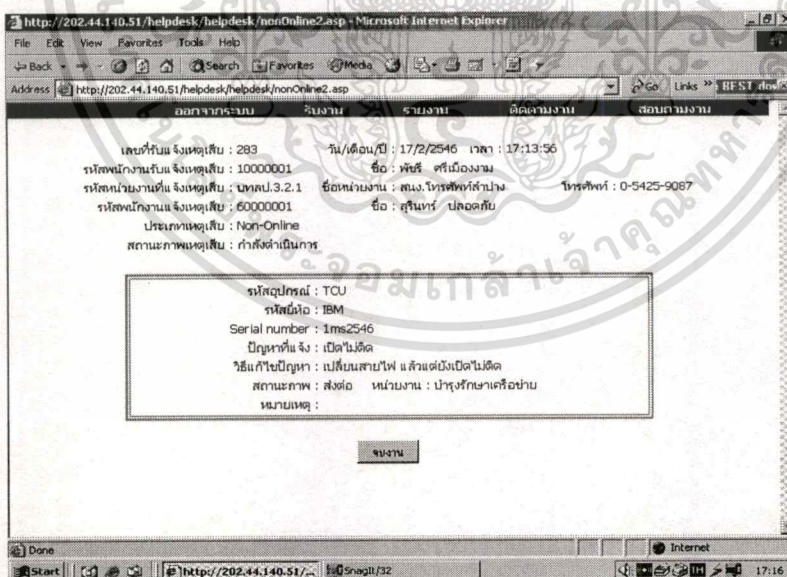 http://202.44.140.51/helpdesk/helpdesk/nonOnline2.asp - Microsoft Internet Explorer
File Edit View Favorites Tools Help
Back Search Favorites Media
Address http://202.44.140.51/helpdesk/helpdesk/nonOnline2.asp Go Links
ออกจากระบบ รับงาน รายงาน ติดตามงาน สอบถามงาน
เลขที่รับแจ้งเหตุเสีย : 283 วัน/เดือน/ปี : 17/2/2546 เวลา : 17:13:56
รหัสพนักงานรับแจ้งเหตุเสีย : 10000001 ชื่อ : พัชรี ศรีเมืองงาม
รหัสหน่วยงานที่แจ้งเหตุเสีย : บทลป.3.2.1 ชื่อหน่วยงาน : สนง.โทรศัพท์ลำปาง โทรศัพท์ : 0-5425-9087
รหัสพนักงานแจ้งเหตุเสีย : 60000001 ชื่อ : สุรินทร์ ปลอดภัย
ประเภทเหตุเสีย : Non-Online
สถานะภาพเหตุเสีย : กำลังดำเนินการ
รหัสอุปกรณ์ : TCU
รหัสยี่ห้อ : IBM
Serial number : 1ms2546
ปัญหาที่แจ้ง : เปิดไม่ติด
วิธีแก้ไขปัญหา : เปลี่ยนสายไฟ แล้วแต่ยังเปิดไม่ติด
สถานะภาพ : ส่งต่อ หน่วยงาน : บำรุงรักษาเครือข่าย
หมายเหตุ :
จบงาน
Done Internet
Start http://202.44.140.51/... SnagIt/32 17:16